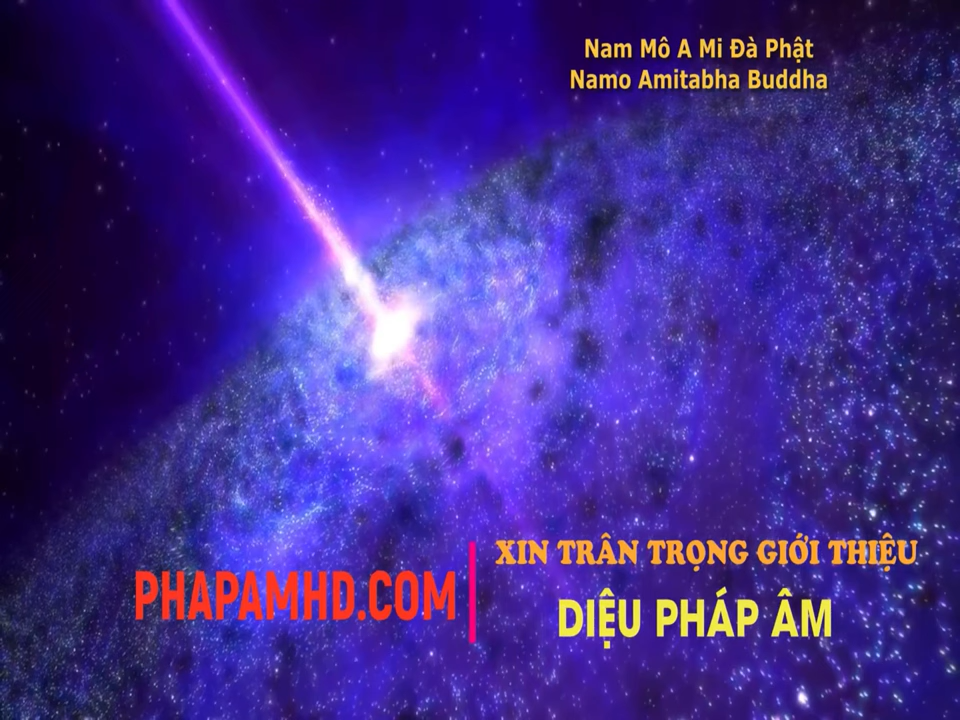 Nam Mô A Mi Đà Phật
Namo Amitabha Buddha
XIN TRÂN TRỌNG GIỚI THIỆU
PHAPAMHD.COM
DIỆU PHÁP ÂM